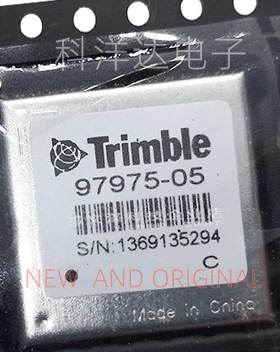 科洋达电子
Trimble
97975-05
S/N:1369135294
C
NEW AND ORIGINAL
Made in China